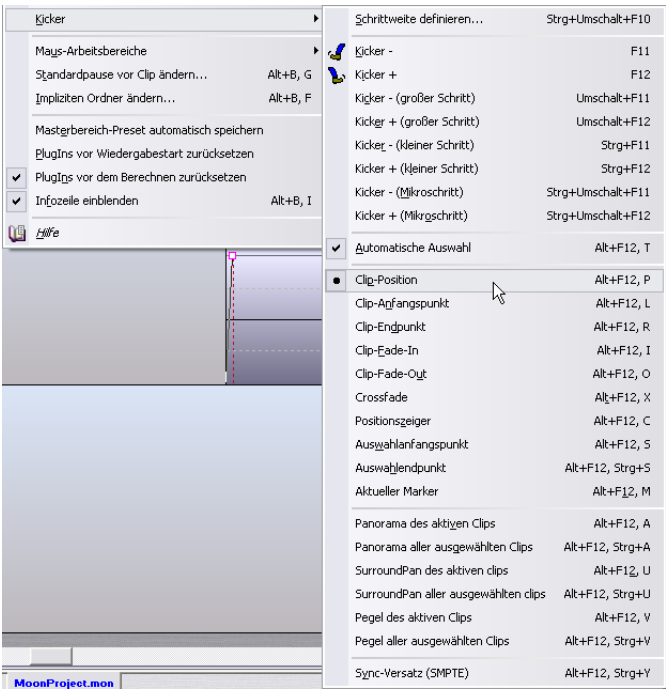 Kicker
Maus-Arbeitsbereiche
Standardpause vor Clip ändern... Alt+B, G
Impliziten Ordner ändern... Alt+B, F
Masterbereich-Preset automatisch speichern
PlugIns vor Wiedergabestart zurücksetzen
PlugIns vor dem Berechnen zurücksetzen
Infozeile einblenden Alt+B, I
Hilfe
Schrittweite definieren... Strg+Umschalt+F10
Kicker - F11
Kicker + F12
Kicker - (großer Schritt) Umschalt+F11
Kicker + (großer Schritt) Umschalt+F12
Kicker - (kleiner Schritt) Strg+F11
Kicker + (kleiner Schritt) Strg+F12
Kicker - (Mikroschritt) Strg+Umschalt+F11
Kicker + (Mikroschritt) Strg+Umschalt+F12
Automatische Auswahl Alt+F12, T
Clip-Position Alt+F12, P
Clip-Anfangspunkt Alt+F12, L
Clip-Endpunkt Alt+F12, R
Clip-Fade-In Alt+F12, I
Clip-Fade-Out Alt+F12, O
Crossfade Alt+F12, X
Positionszeiger Alt+F12, C
Auswahlanfangspunkt Alt+F12, S
Auswahlendpunkt Alt+F12, Strg+S
Aktueller Marker Alt+F12, M
Panorama des aktiven Clips Alt+F12, A
Panorama aller ausgewählten Clips Alt+F12, Strg+A
SurroundPan des aktiven clips Alt+F12, U
SurroundPan aller ausgewählten clips Alt+F12, Strg+U
Pegel des aktiven Clips Alt+F12, V
Pegel aller ausgewählten Clips Alt+F12, Strg+V
Sync-Versatz (SMPTE) Alt+F12, Strg+Y
MoonProject.mon